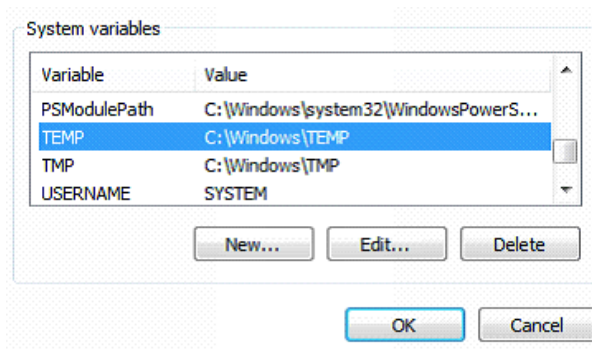 System variables
Variable Value
PSModulePath C:\Windows\system32\WindowsPowerS...
TEMP C:\Windows\TEMP
TMP C:\Windows\TMP
USERNAME SYSTEM
New... Edit... Delete
OK Cancel